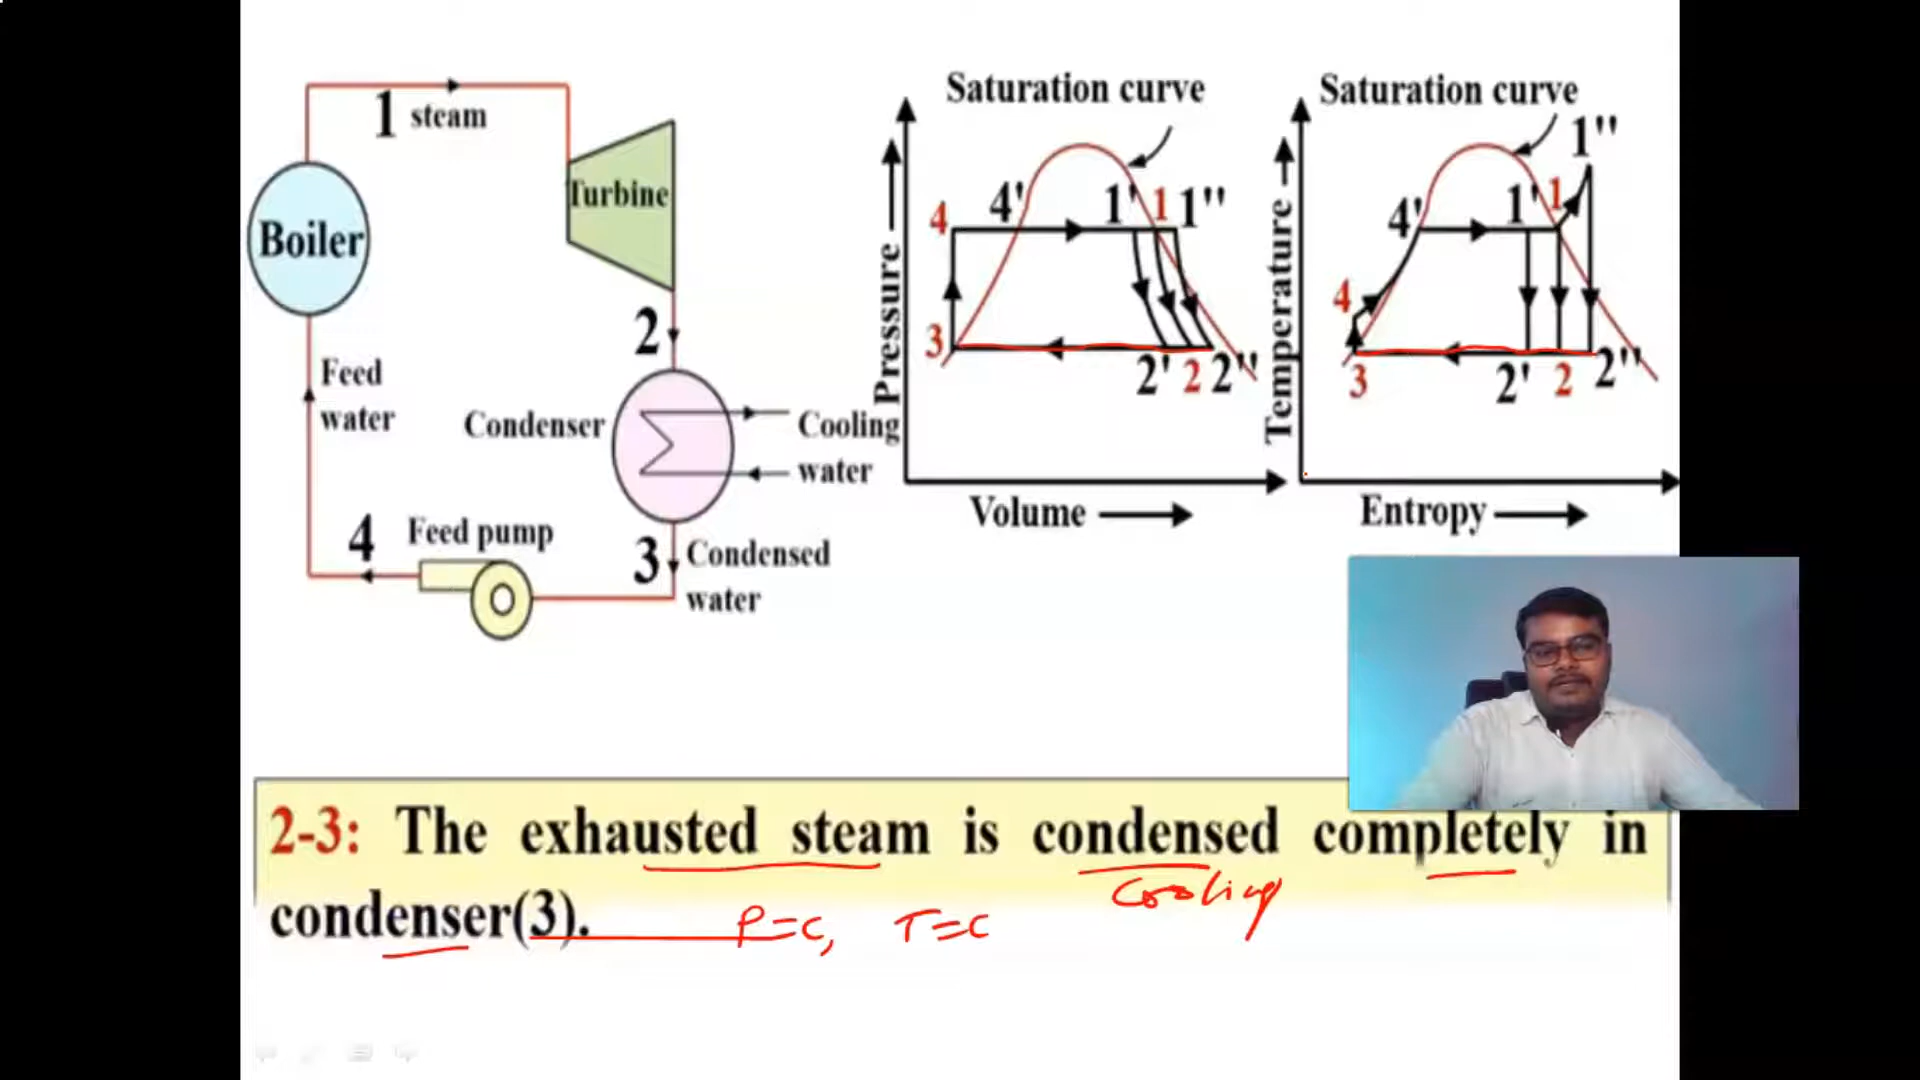 1 steam
Boiler
Turbine
2
Feed
water
Condenser
Cooling
water
4
Feed pump
3
Condensed
water
Saturation curve
Pressure
4
4'
1'
1
1"
3
2'
2
2"
Volume
Saturation curve
Temperature
1"
4'
1'
1
4
3
2'
2
2"
Entropy
2-3: The exhausted steam is condensed completely in
cooling
condenser(3).
P=C, T=C